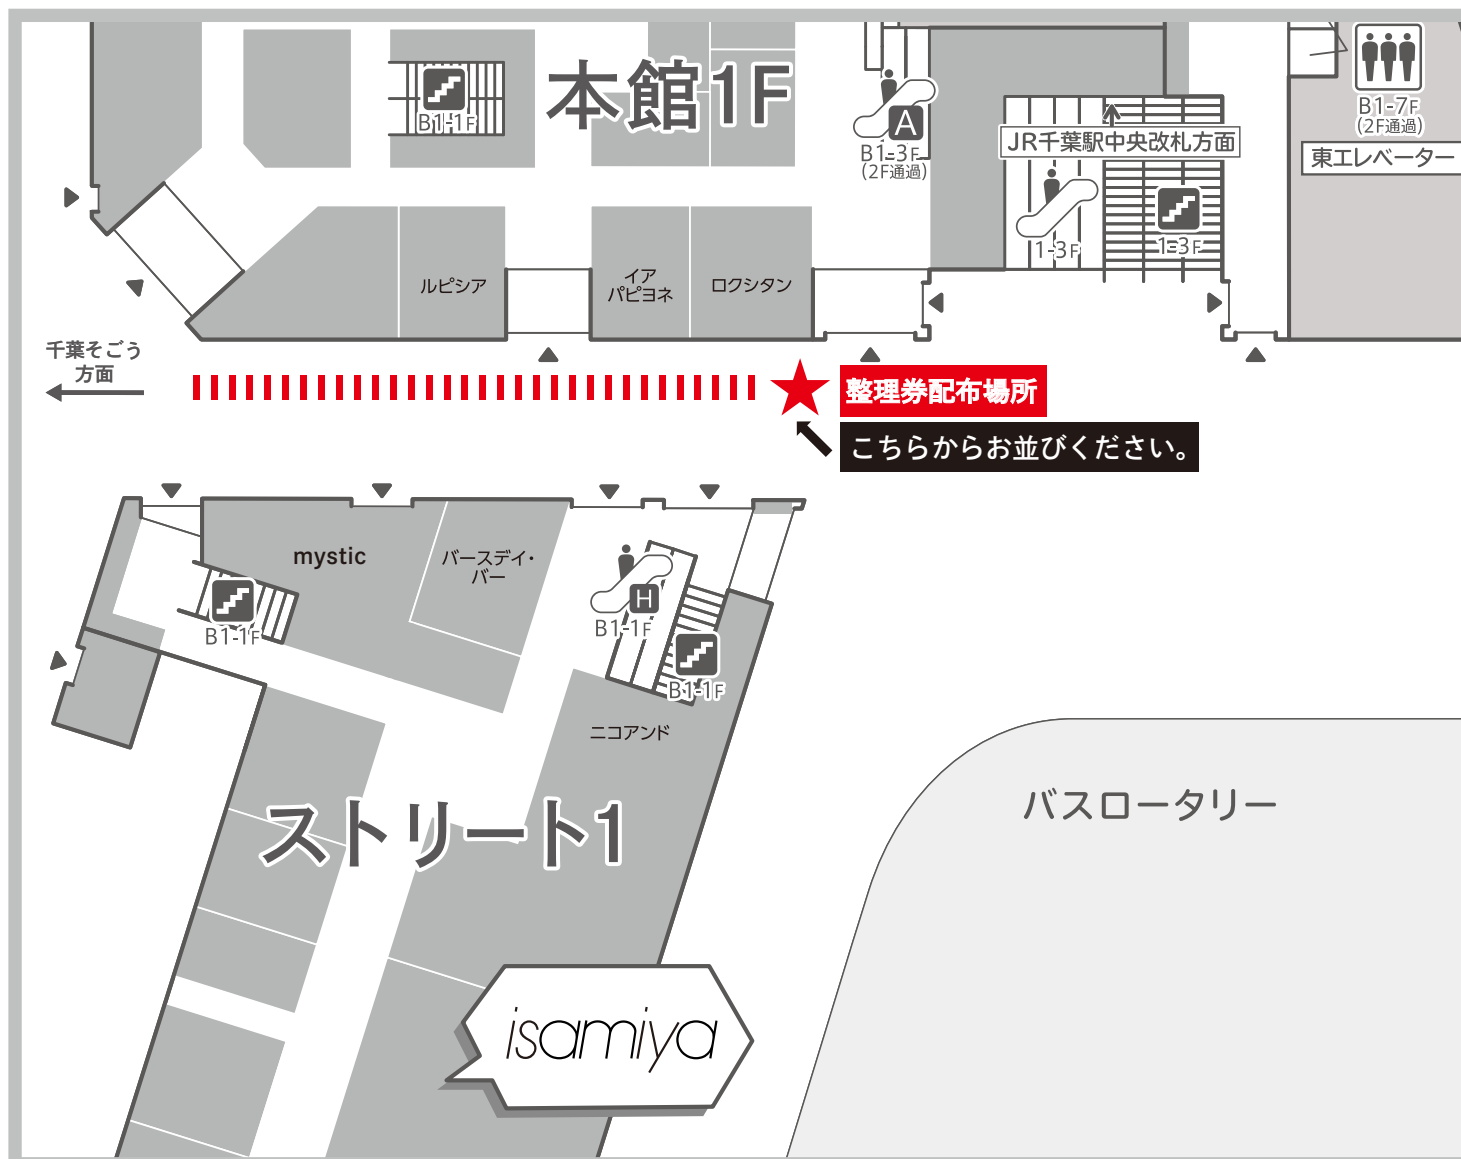 本館1F
B1-1F
A
B1-3F
(2F通過)
JR千葉駅中央改札方面
1-3F
1-3F
B1-7F
(2F通過)
東エレベーター
ルピシア
イア
パピヨネ
ロクシタン
千葉そごう
方面
整理券配布場所
こちらからお並びください。
mystic
バースデイ・
バー
B1-1F
H
B1-1F
B1-1F
ニコアンド
ストリート1
バスロータリー
isamiya